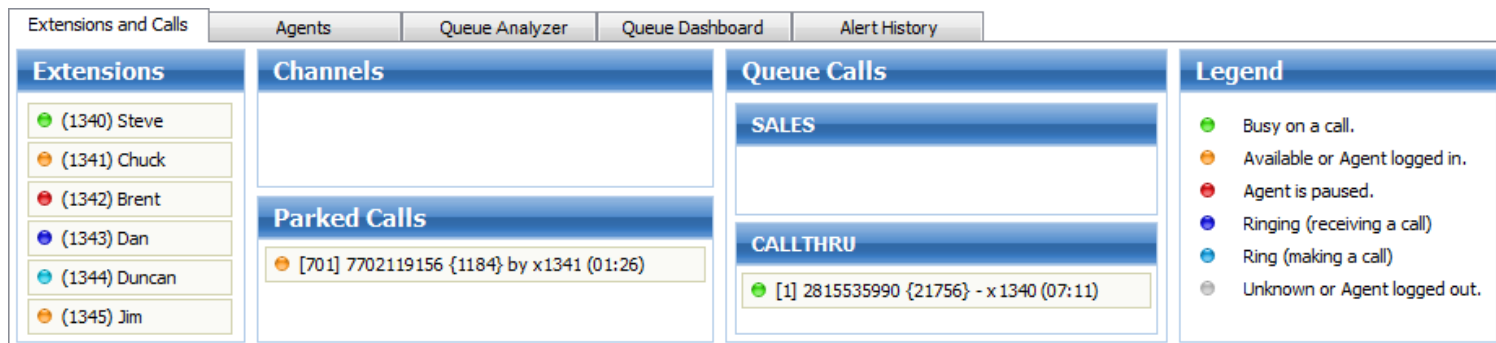 Extensions and Calls
Agents
Queue Analyzer
Queue Dashboard
Alert History
Extensions
(1340) Steve
(1341) Chuck
(1342) Brent
(1343) Dan
(1344) Duncan
(1345) Jim
Channels
Parked Calls
[701] 7702119156 {1184} by x1341 (01:26)
Queue Calls
SALES
CALLTHRU
[1] 2815535990 {21756} - x1340 (07:11)
Legend
Busy on a call.
Available or Agent logged in.
Agent is paused.
Ringing (receiving a call)
Ring (making a call)
Unknown or Agent logged out.